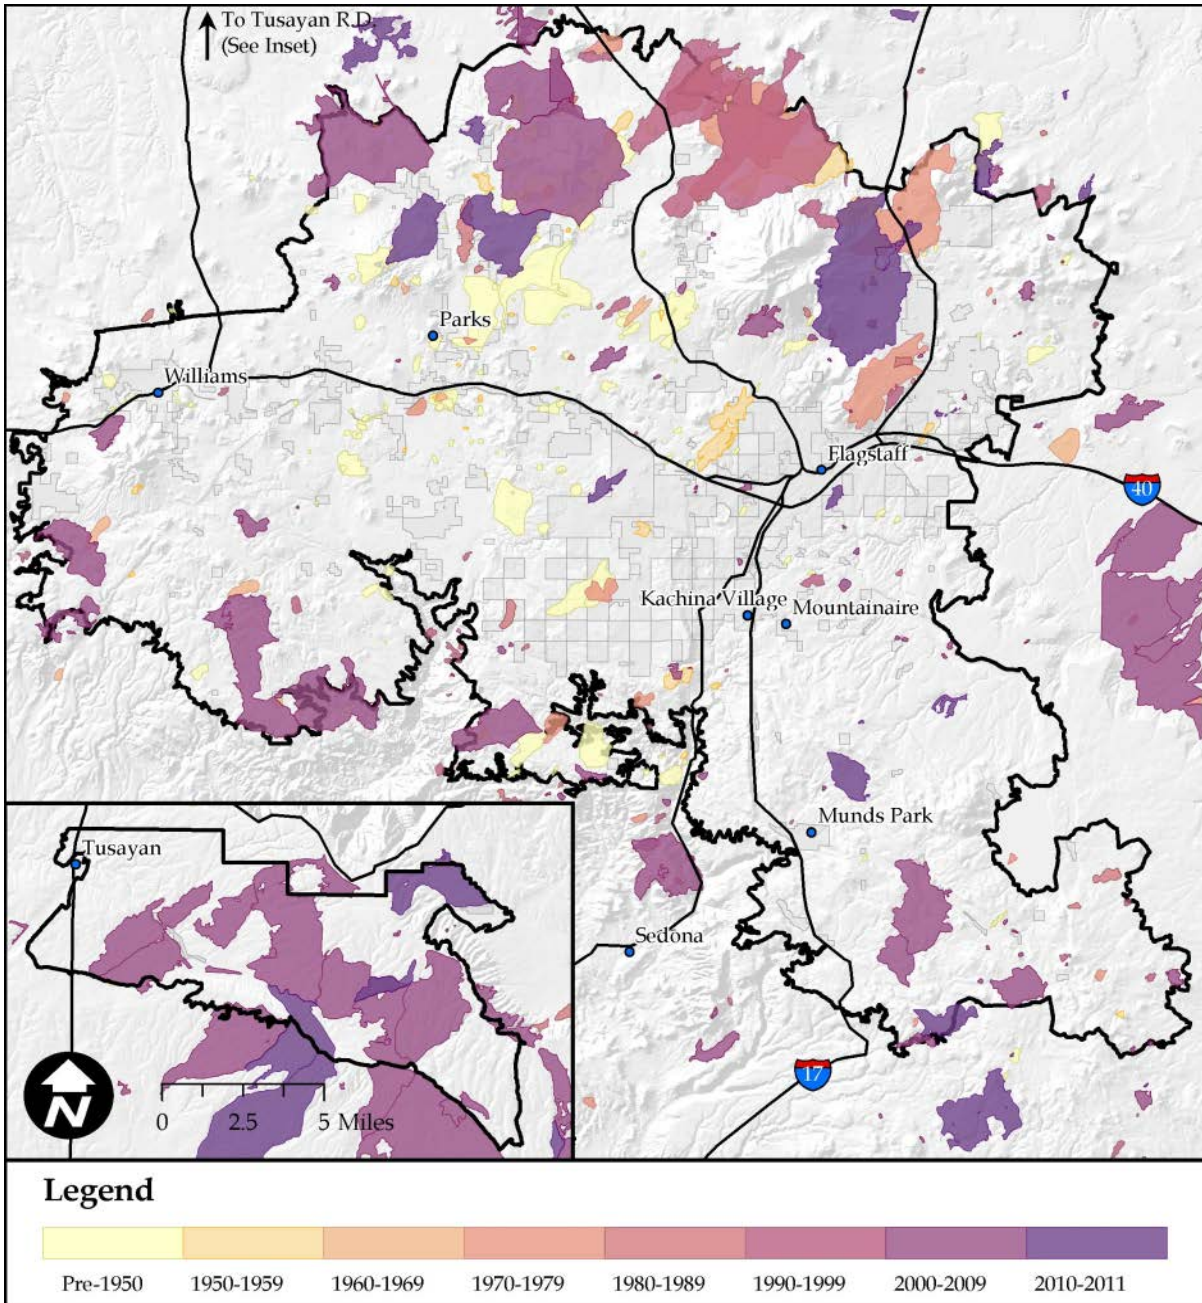 To Tusayan R.D.
(See Inset)
Parks
Williams
Flagstaff
40
Kachina Village
Mountainaire
Munds Park
Sedona
17
Tusayan
N
0 2.5 5 Miles
Legend
Pre-1950 1950-1959 1960-1969 1970-1979 1980-1989 1990-1999 2000-2009 2010-2011